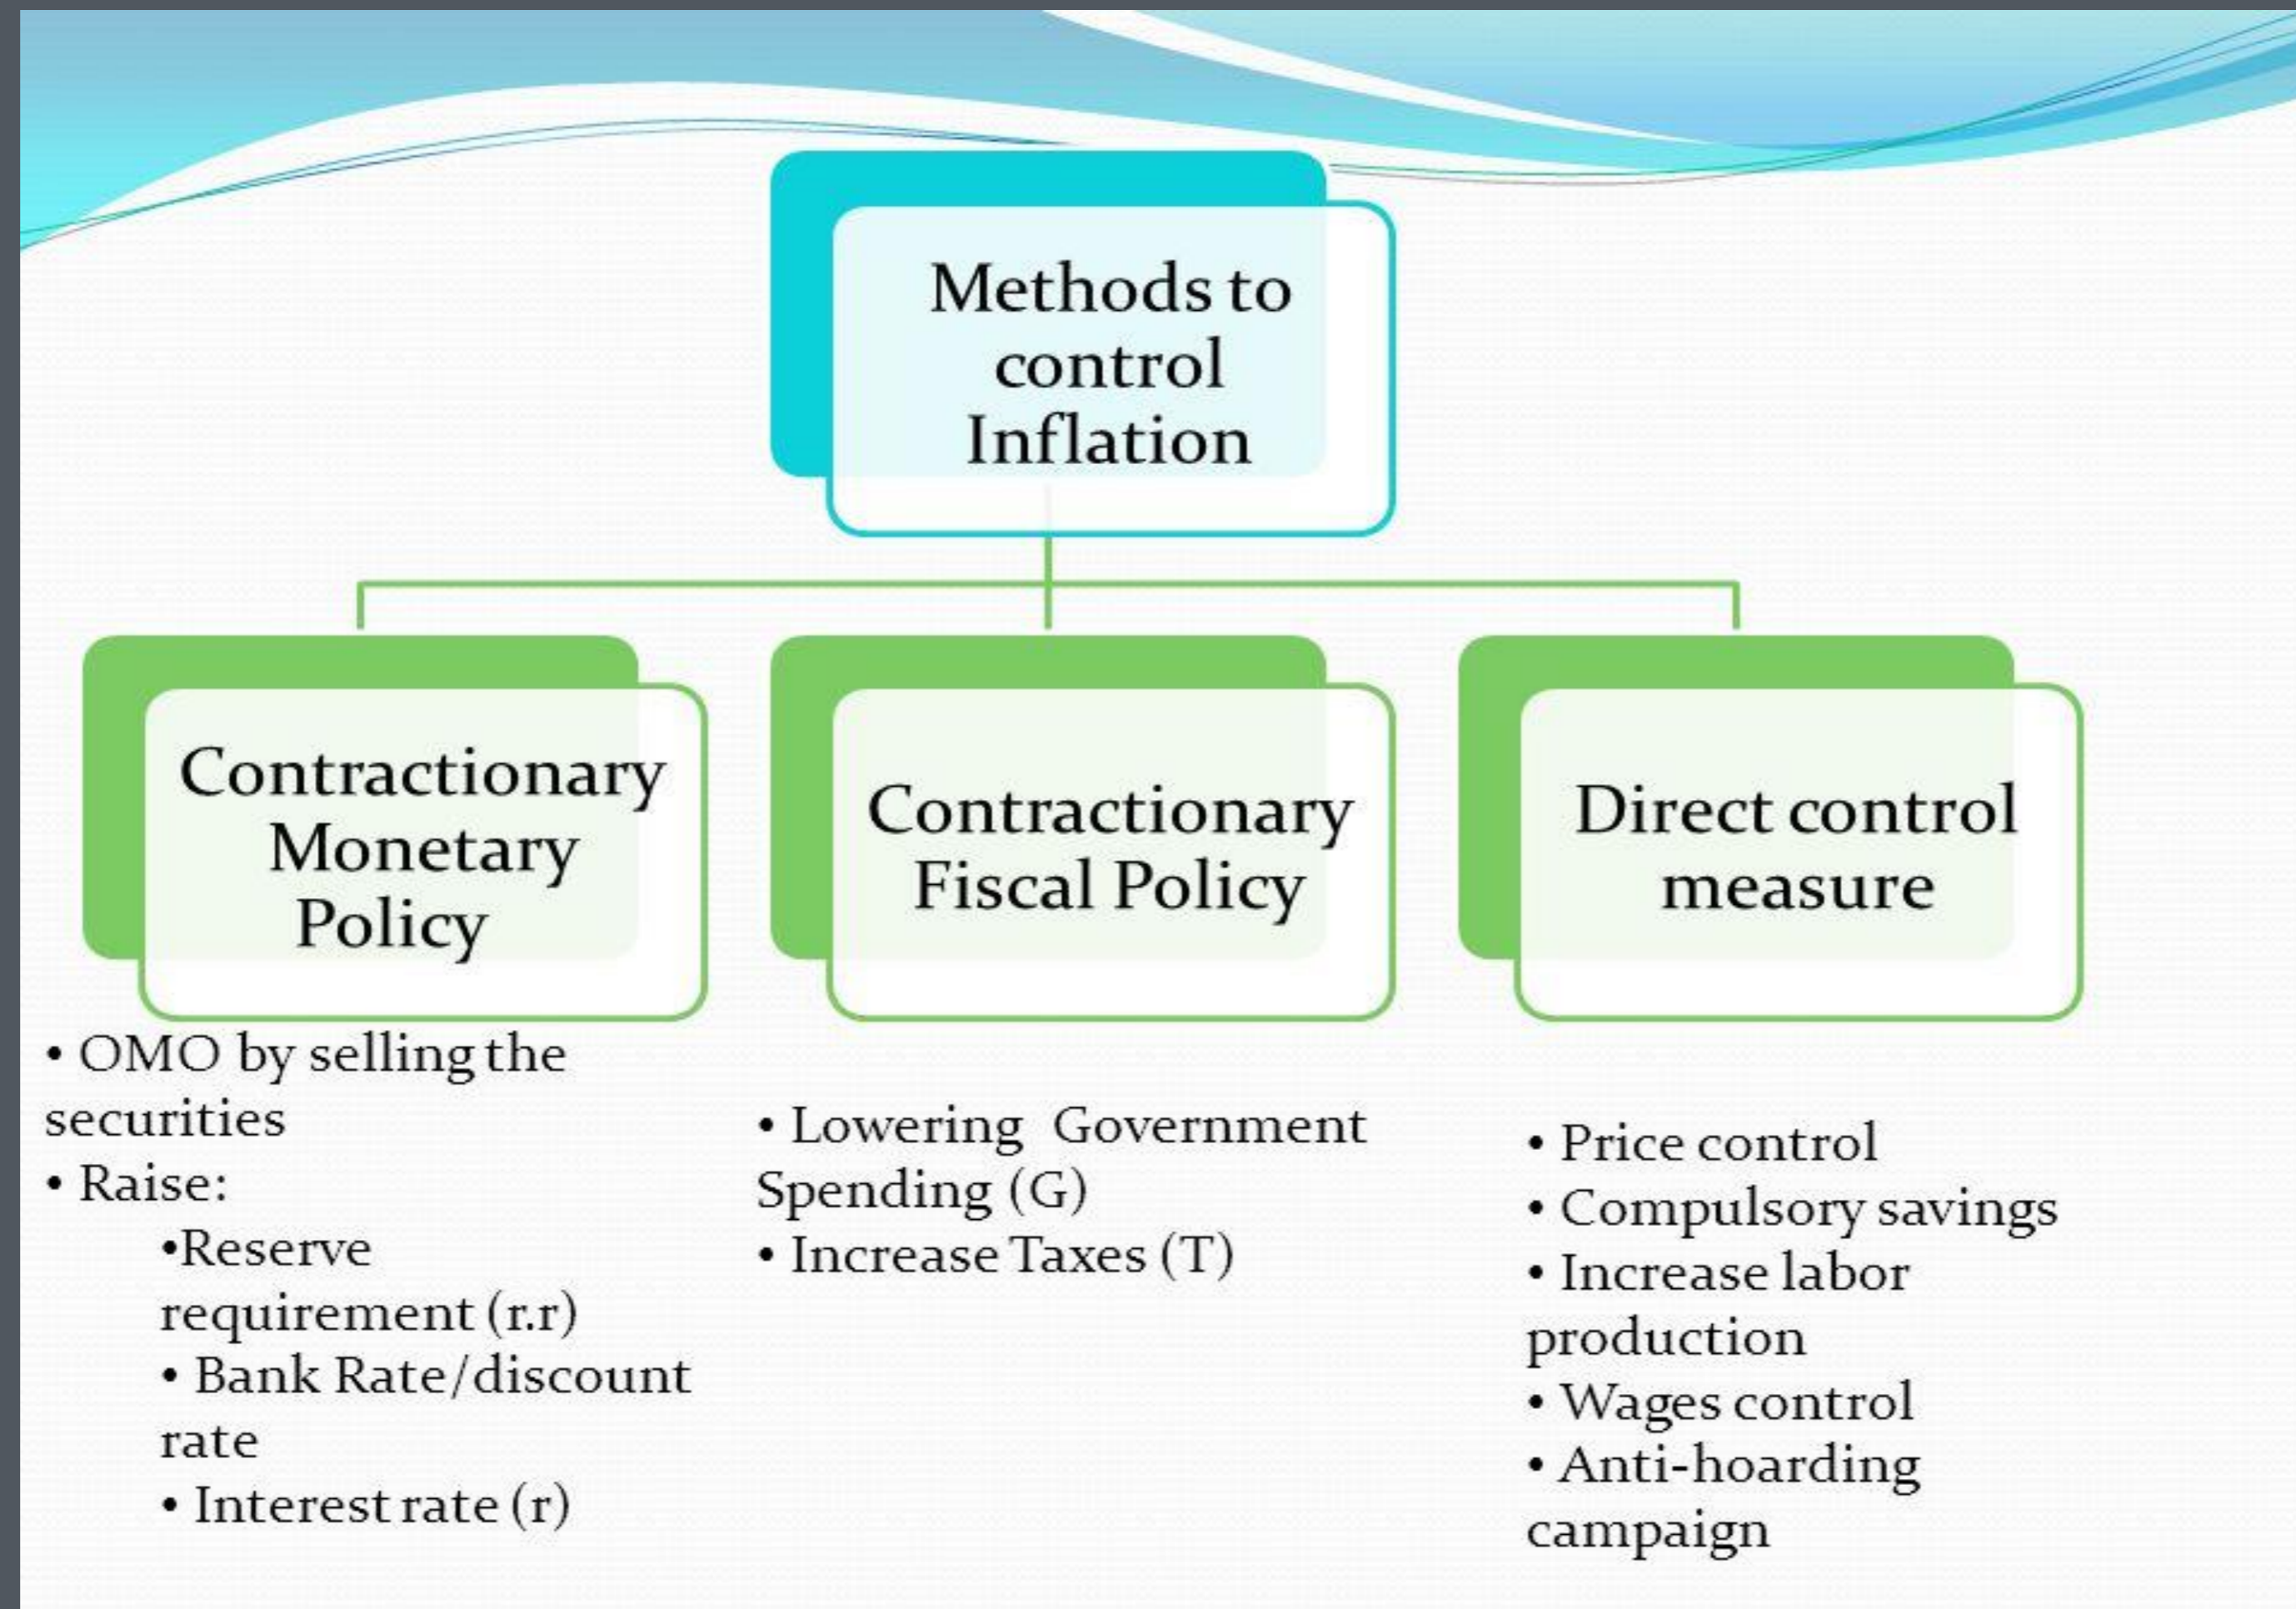 Methods to
control
Inflation
Contractionary
Monetary
Policy
Contractionary
Fiscal Policy
Direct control
measure
• OMO by selling the
securities
• Raise:
•Reserve
requirement (r.r)
• Bank Rate/discount
rate
• Interest rate (r)
• Lowering Government
Spending (G)
• Increase Taxes (T)
• Price control
• Compulsory savings
• Increase labor
production
• Wages control
• Anti-hoarding
campaign